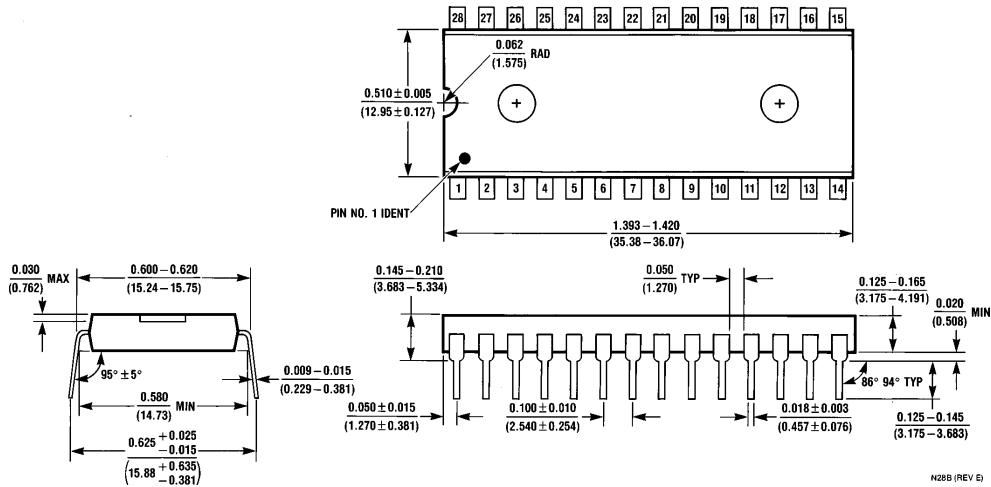 28 27 26 25 24 23 22 21 20 19 18 17 16 15
0.062
(1.575)
RAD
0.510 ± 0.005
(12.95 ± 0.127)
1 2 3 4 5 6 7 8 9 10 11 12 13 14
PIN NO. 1 IDENT
1.393 – 1.420
(35.38 – 36.07)
0.030
(0.762)
MAX
0.600 – 0.620
(15.24 – 15.75)
0.145 – 0.210
(3.683 – 5.334)
0.050
(1.270)
TYP
0.125 – 0.165
(3.175 – 4.191)
0.020
(0.508)
MIN
95° ± 5°
0.009 – 0.015
(0.229 – 0.381)
86° 94° TYP
0.580
(14.73)
MIN
0.050 ± 0.015
(1.270 ± 0.381)
0.100 ± 0.010
(2.540 ± 0.254)
0.018 ± 0.003
(0.457 ± 0.076)
0.125 – 0.145
(3.175 – 3.683)
0.625 +0.025 –0.015
(15.88 +0.635 –0.381)
N28B (REV E)